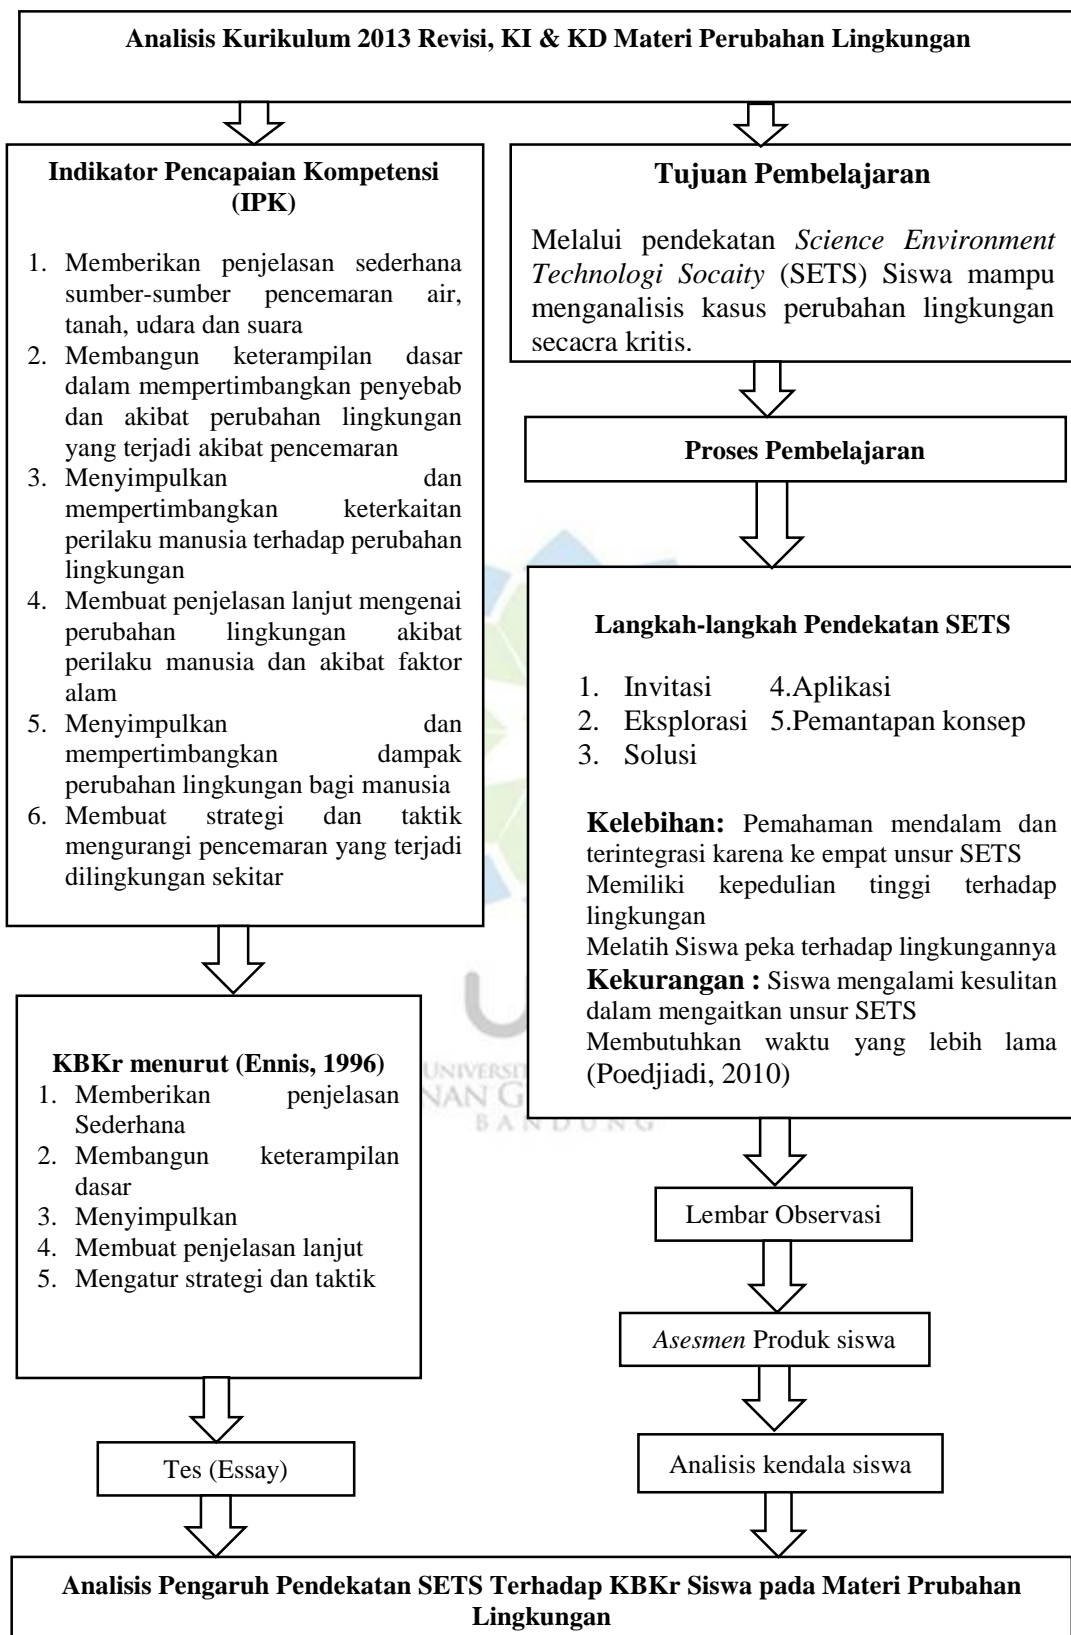 Analisis Kurikulum 2013 Revisi, KI & KD Materi Perubahan Lingkungan
Indikator Pencapaian Kompetensi
(IPK)
1. Memberikan penjelasan sederhana
sumber-sumber pencemaran air,
tanah, udara dan suara
2. Membangun keterampilan dasar
dalam mempertimbangkan penyebab
dan akibat perubahan lingkungan
yang terjadi akibat pencemaran
3. Menyimpulkan dan
mempertimbangkan keterkaitan
perilaku manusia terhadap perubahan
lingkungan
4. Membuat penjelasan lanjut mengenai
perubahan lingkungan akibat
perilaku manusia dan akibat faktor
alam
5. Menyimpulkan dan
mempertimbangkan dampak
perubahan lingkungan bagi manusia
6. Membuat strategi dan taktik
mengurangi pencemaran yang terjadi
dilingkungan sekitar
KBKr menurut (Ennis, 1996)
1. Memberikan penjelasan
Sederhana
2. Membangun keterampilan
dasar
3. Menyimpulkan
4. Membuat penjelasan lanjut
5. Mengatur strategi dan taktik
Tes (Essay)
Tujuan Pembelajaran
Melalui pendekatan Science Environment
Technologi Socaity (SETS) Siswa mampu
menganalisis kasus perubahan lingkungan
secacra kritis.
Proses Pembelajaran
Langkah-langkah Pendekatan SETS
1. Invitasi 4.Aplikasi
2. Eksplorasi 5.Pemantapan konsep
3. Solusi
Kelebihan: Pemahaman mendalam dan
terintegrasi karena ke empat unsur SETS
Memiliki kepedulian tinggi terhadap
lingkungan
Melatih Siswa peka terhadap lingkungannya
Kekurangan : Siswa mengalami kesulitan
dalam mengaitkan unsur SETS
Membutuhkan waktu yang lebih lama
(Poedjiadi, 2010)
BANDUNG
Lembar Observasi
Asesmen Produk siswa
Analisis kendala siswa
Analisis Pengaruh Pendekatan SETS Terhadap KBKr Siswa pada Materi Prubahan
Lingkungan